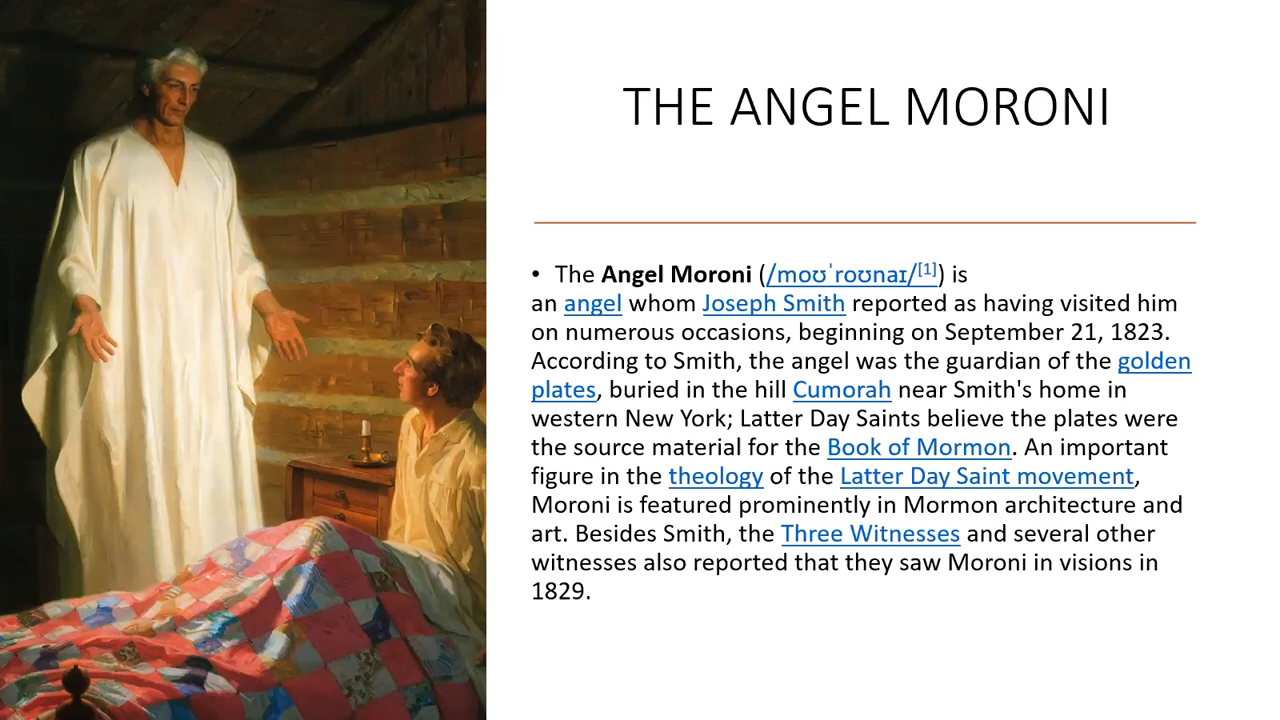 THE ANGEL MORONI
• The Angel Moroni (/moʊˈroʊnaɪ/[1]) is
an angel whom Joseph Smith reported as having visited him
on numerous occasions, beginning on September 21, 1823.
According to Smith, the angel was the guardian of the golden
plates, buried in the hill Cumorah near Smith's home in
western New York; Latter Day Saints believe the plates were
the source material for the Book of Mormon. An important
figure in the theology of the Latter Day Saint movement,
Moroni is featured prominently in Mormon architecture and
art. Besides Smith, the Three Witnesses and several other
witnesses also reported that they saw Moroni in visions in
1829.